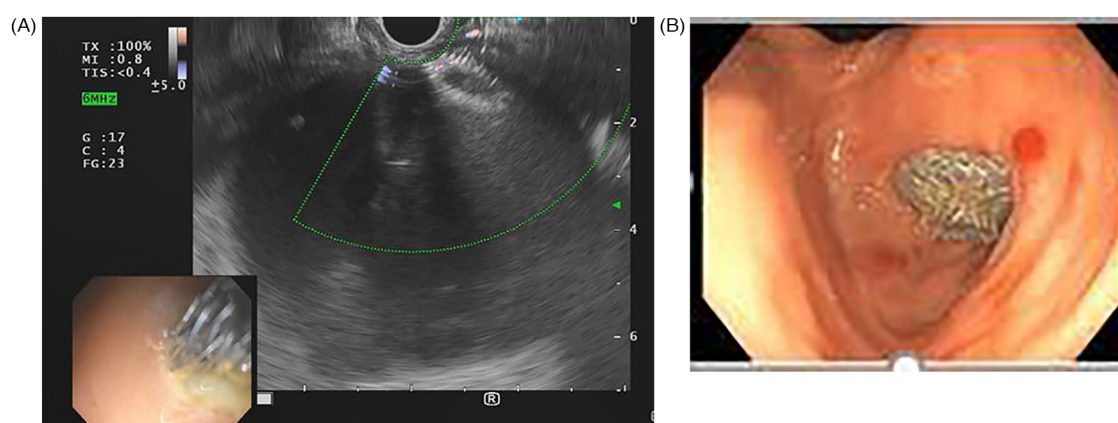 (A)
TX :100%
MI :0.8
TIS:<0.4
±5.0
6MHz
G :17
C : 4
FG:23
0
2
4
6
R
(B)